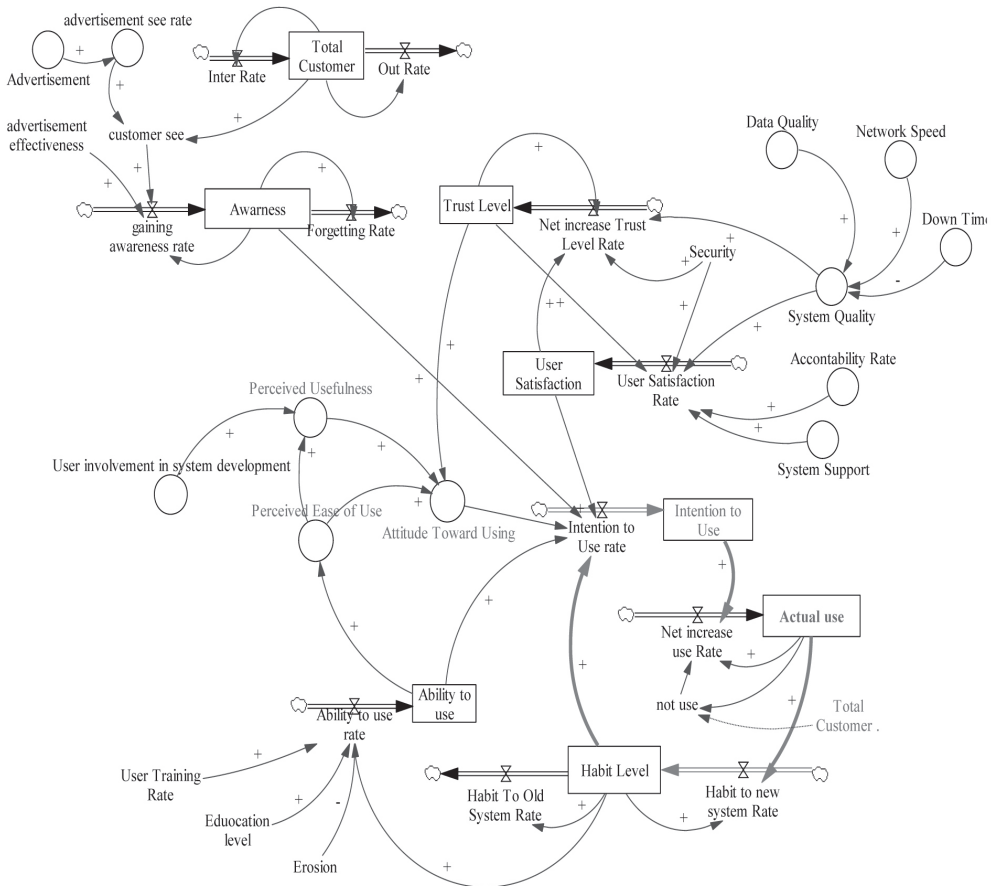 advertisement see rate
+
Advertisement
+
Inter Rate
Total
Customer
Out Rate
+
advertisement
effectiveness
customer see
+
+
gaining
awareness rate
Awarness
+
Forgetting Rate
Trust Level
+
Net increase Trust
Level Rate
+
+
Security
Data Quality
Network Speed
Down Tim
+
+
-
System Quality
++
+
+
User
Satisfaction
User Satisfaction
Rate
Accontability Rate
+
+
System Support
+
+
Perceived Usefulness
+
+
+
User involvement in system development
Perceived Ease of Use
+
Attitude Toward Using
+
Intention to
Use rate
Intention to
Use
+
+
+
+
Actual use
Net increase
use Rate
+
not use
+
Total
Customer .
Ability to use
rate
Ability to
use
User Training
Rate
+
Eduocation
level
+
-
Erosion
Habit Level
Habit To Old
System Rate
+
+
Habit to new
system Rate
+